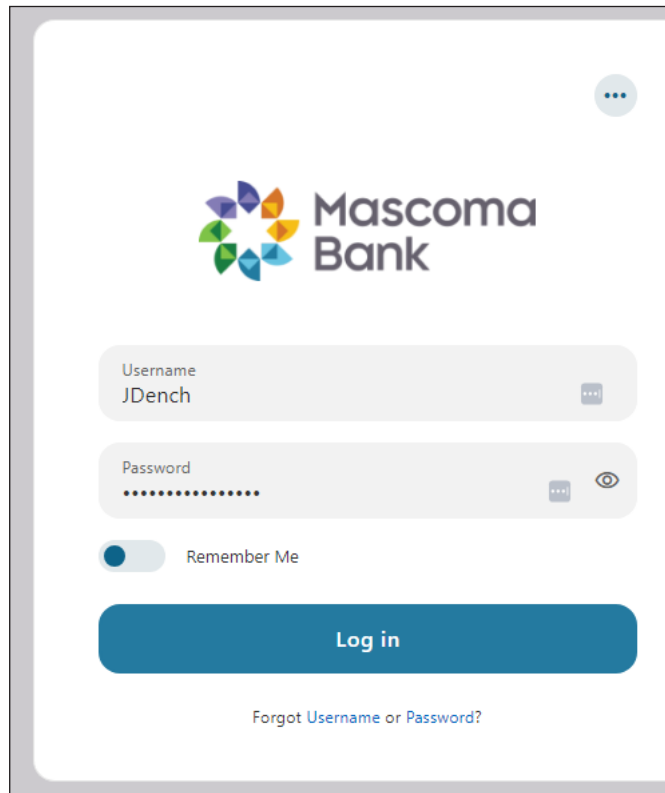 Mascoma
Bank
Username
JDench
Password
••••••••••••••••
Remember Me
Log in
Forgot Username or Password?